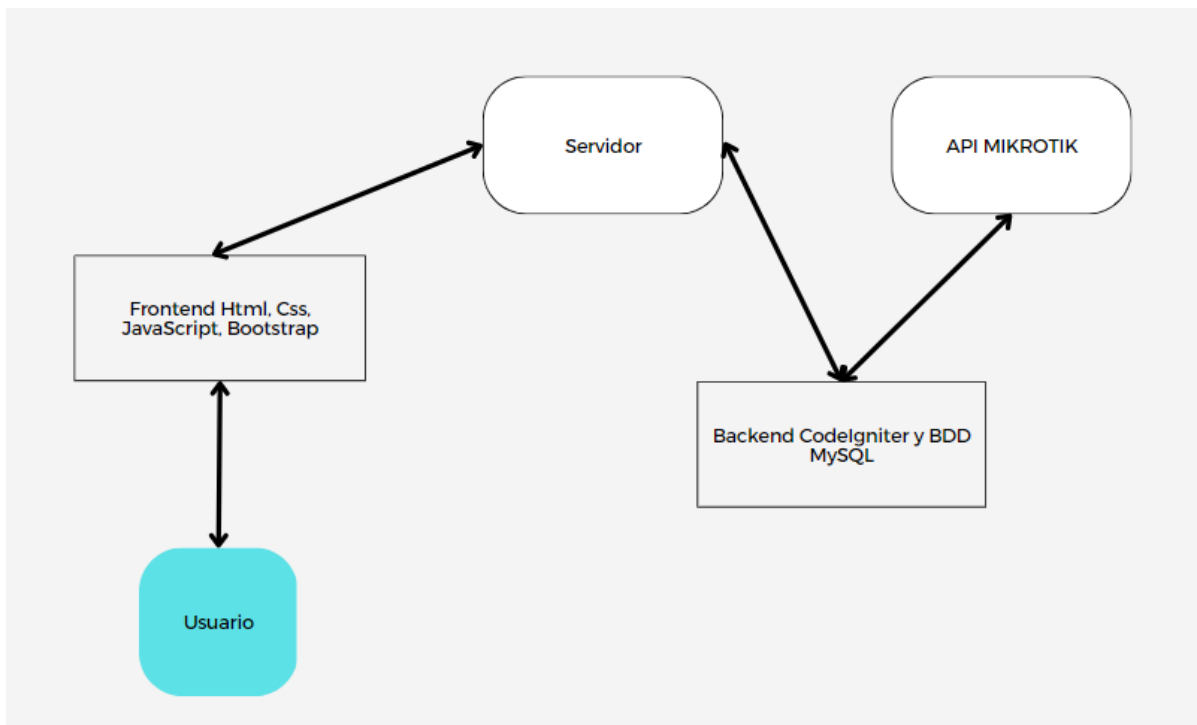 Servidor
API MIKROTIK
Frontend Html, Css,
JavaScript, Bootstrap
Backend CodeIgniter y BDD
MySQL
Usuario